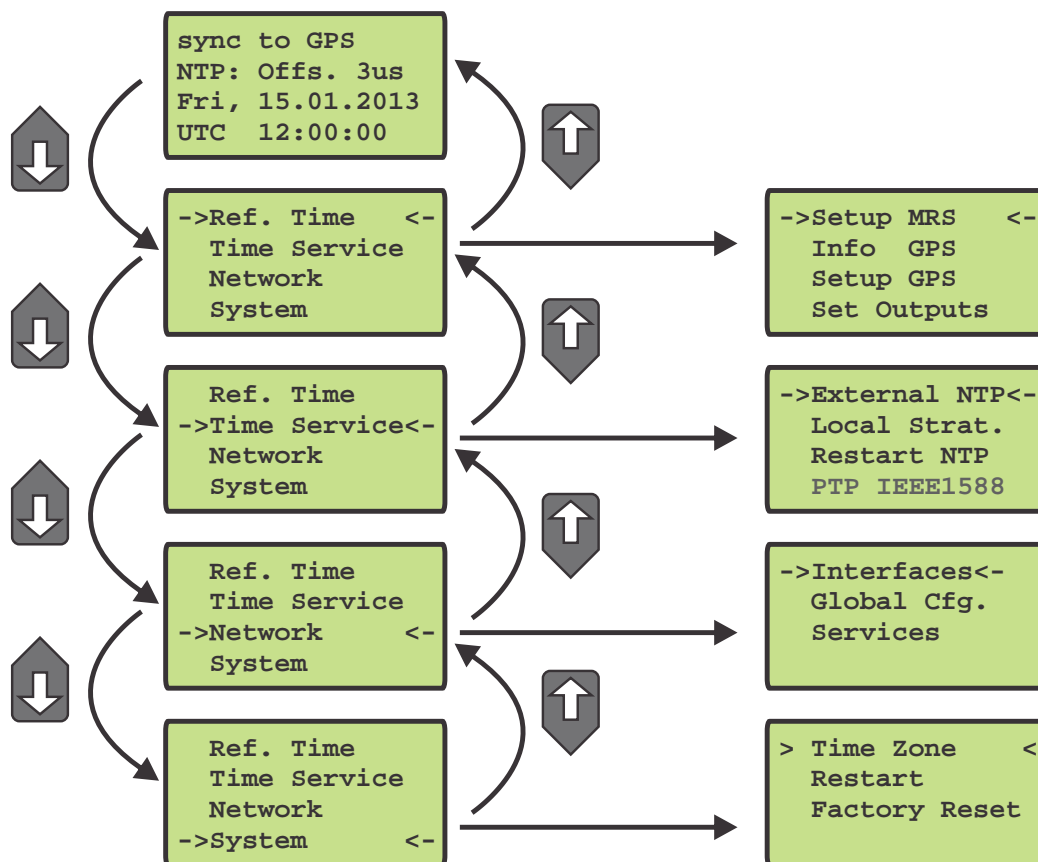 sync to GPS
NTP: Offs. 3us
Fri, 15.01.2013
UTC  12:00:00
->Ref. Time   <-
Time Service
Network
System
->Setup MRS   <-
Info  GPS
Setup GPS
Set Outputs
Ref. Time
->Time Service<-
Network
System
->External NTP<-
Local Strat.
Restart NTP
PTP IEEE1588
Ref. Time
Time Service
->Network     <-
System
->Interfaces<-
Global Cfg.
Services
Ref. Time
Time Service
Network
->System      <-
> Time Zone    <
Restart
Factory Reset